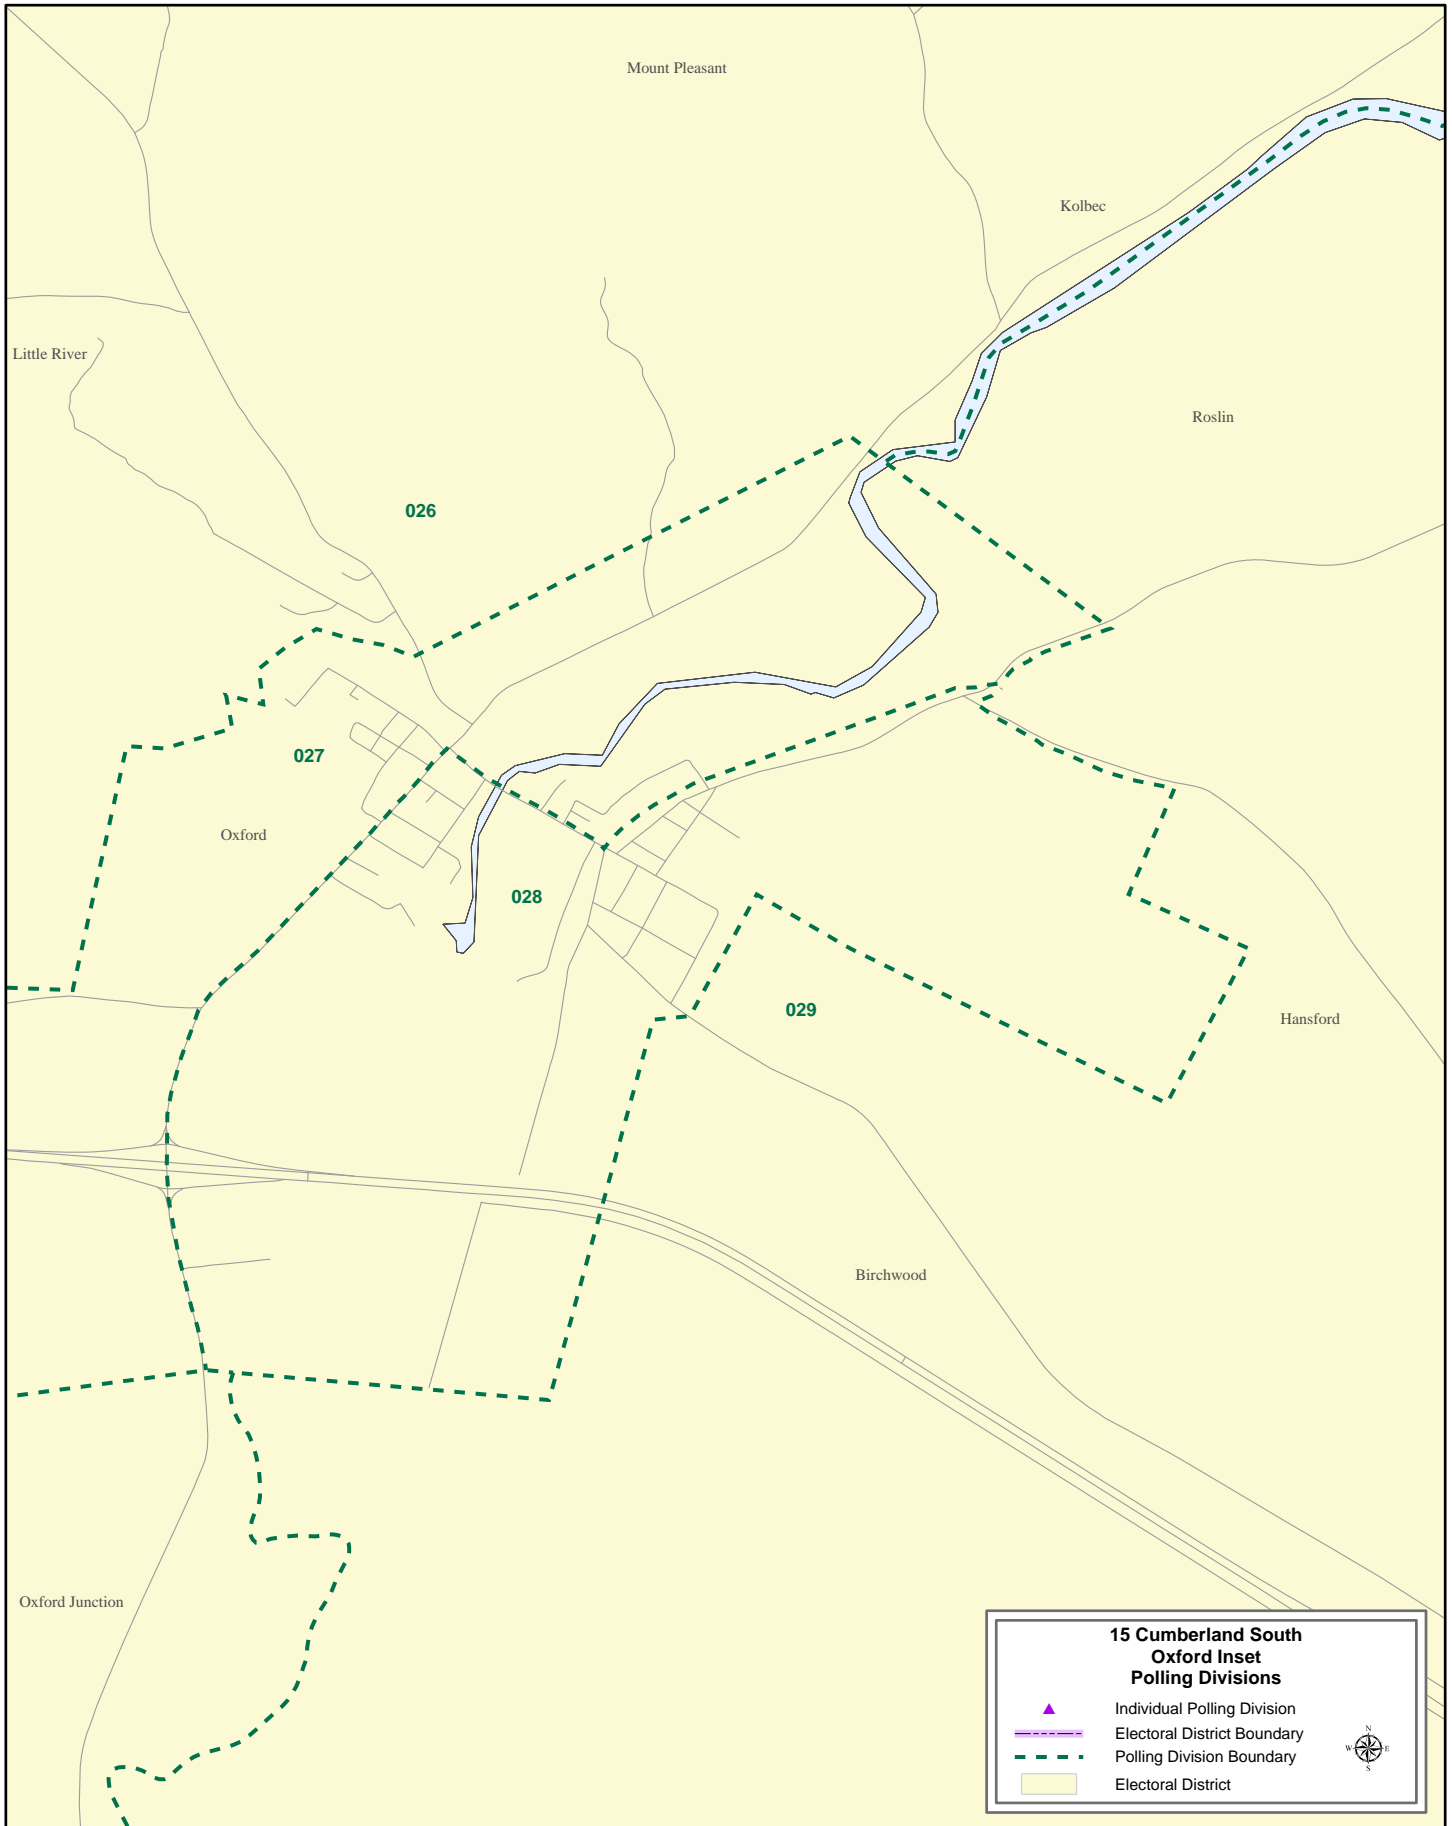 Mount Pleasant
Kolbec
Little River
Roslin
026
027
Oxford
028
029
Hansford
Birchwood
Oxford Junction
15 Cumberland South
Oxford Inset
Polling Divisions
Individual Polling Division
Electoral District Boundary
Polling Division Boundary
Electoral District
N
W E
S